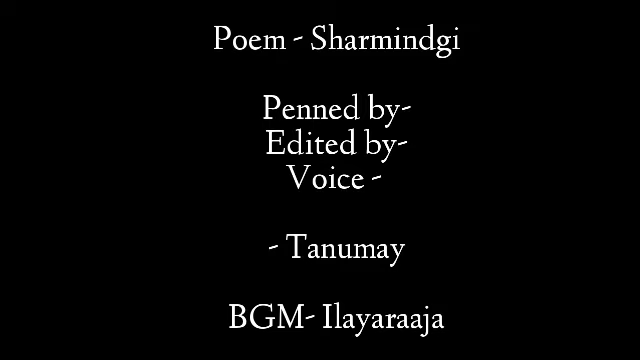 Poem - Sharmindgi
Penned by-
Edited by-
Voice -
- Tanumay
BGM- Ilayaraaja